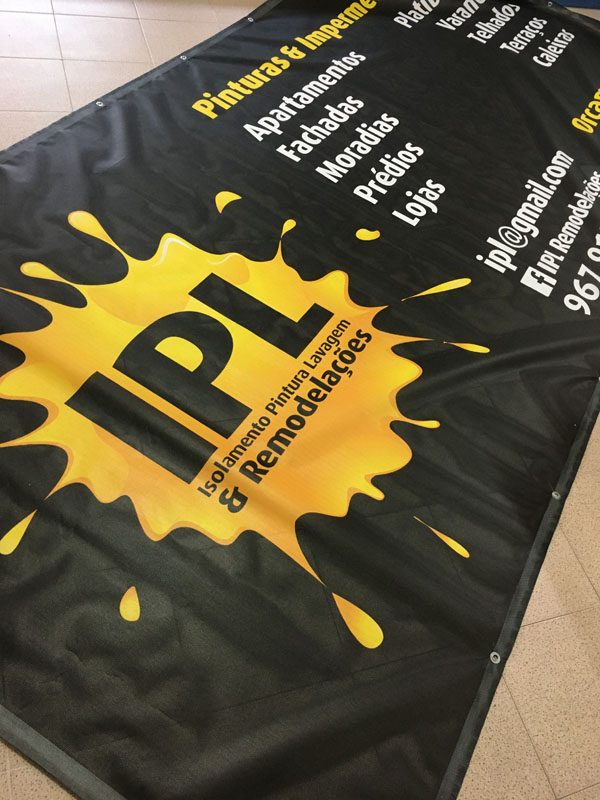 IPL
Isolamento Pintura Lavagem
& Remodelações
Pinturas &
Apartamentos
Fachadas
Moradias
Prédios
Lojas
Varandas
Telhados
Terraços
Caleiras
ipl@gmail.com
IPL Remodelações
967